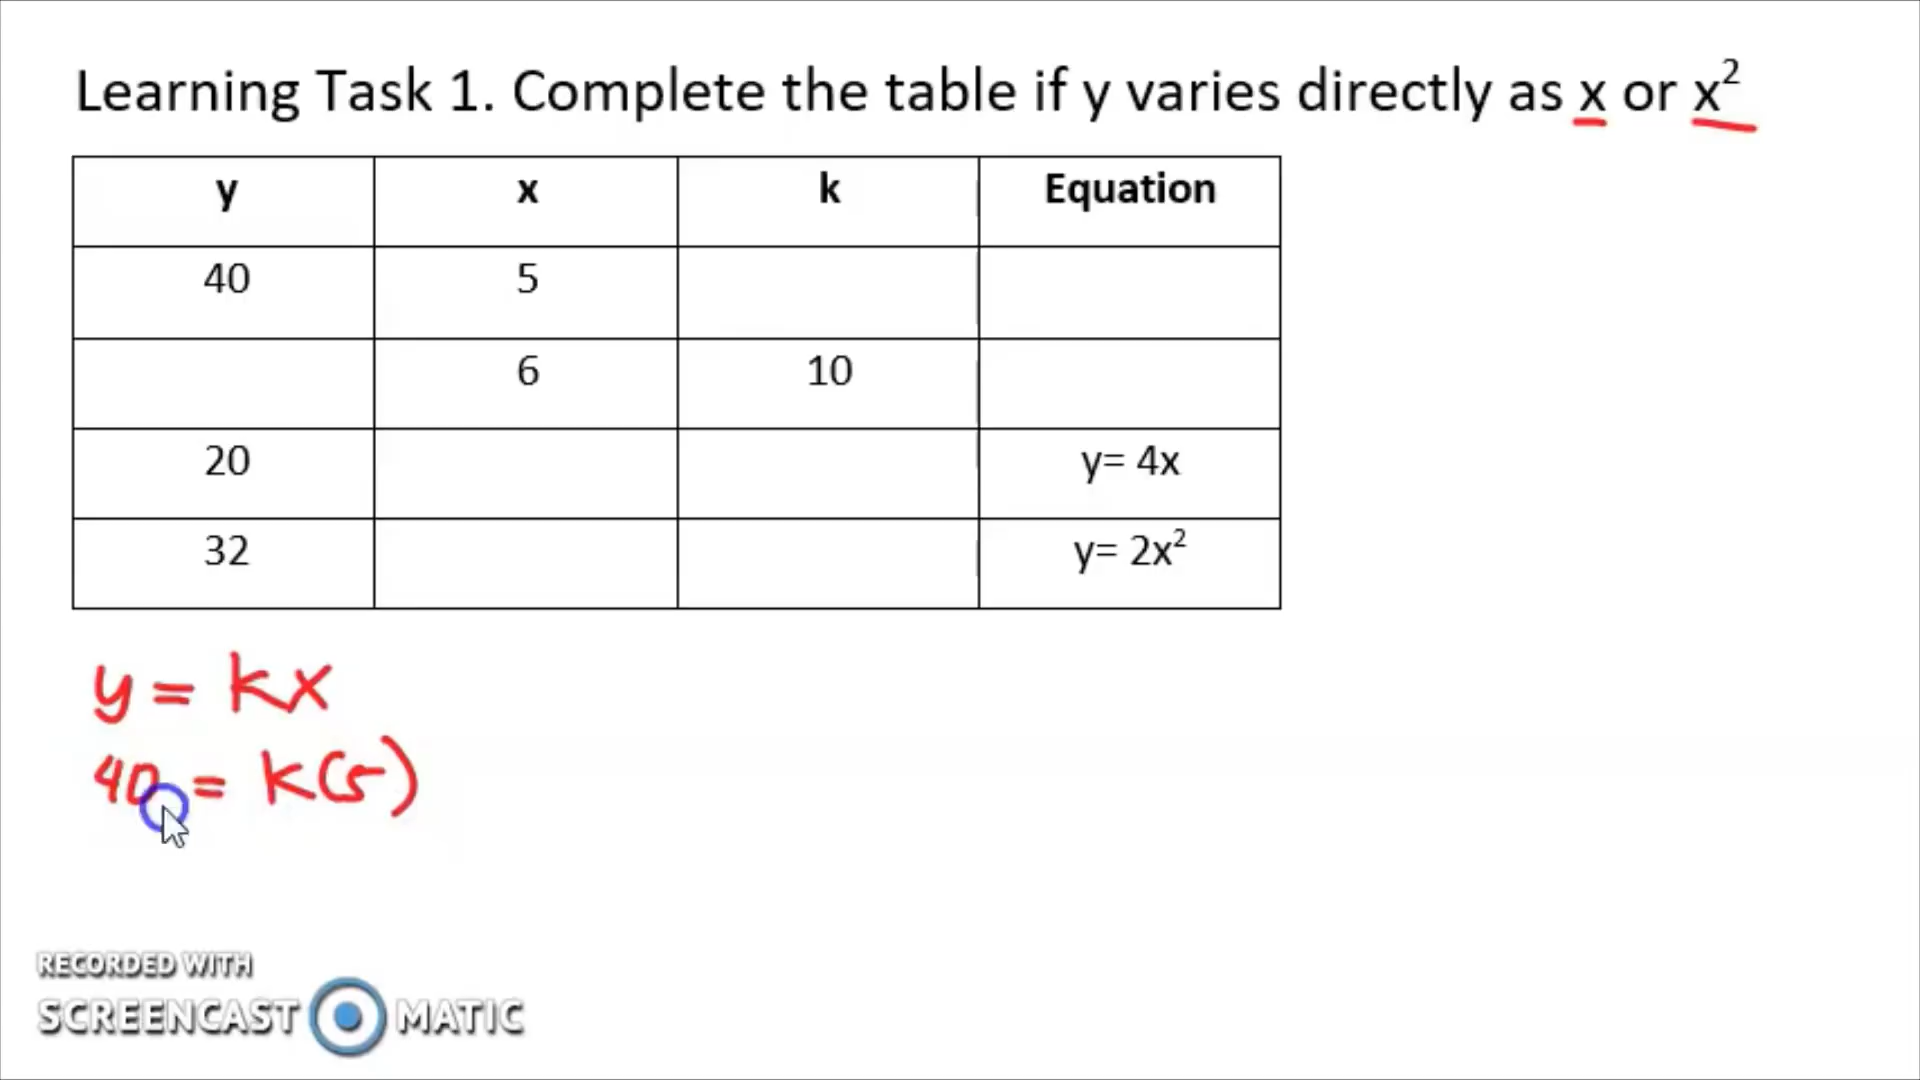 Learning Task 1. Complete the table if y varies directly as x or x²
y x k Equation
40 5
6 10
20 y= 4x
32 y= 2x²
y = kx
40 = k(5)
RECORDED WITH
SCREENCAST MATIC